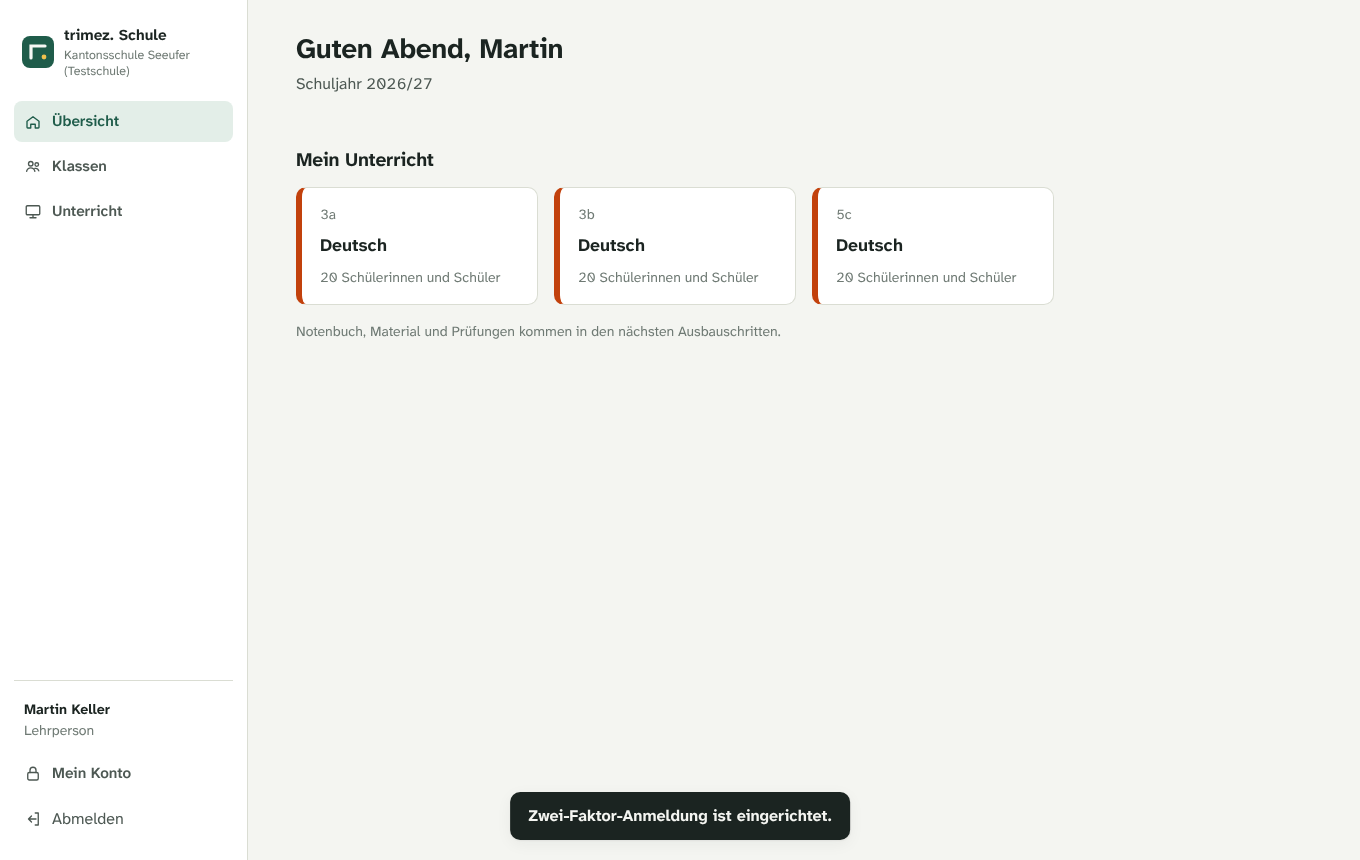 trimez. Schule
Kantonsschule Seeufer
(Testschule)
Übersicht
Klassen
Unterricht
Martin Keller
Lehrperson
Mein Konto
Abmelden
Guten Abend, Martin
Schuljahr 2026/27
Mein Unterricht
3a
Deutsch
20 Schülerinnen und Schüler
3b
Deutsch
20 Schülerinnen und Schüler
5c
Deutsch
20 Schülerinnen und Schüler
Notenbuch, Material und Prüfungen kommen in den nächsten Ausbauschritten.
Zwei-Faktor-Anmeldung ist eingerichtet.